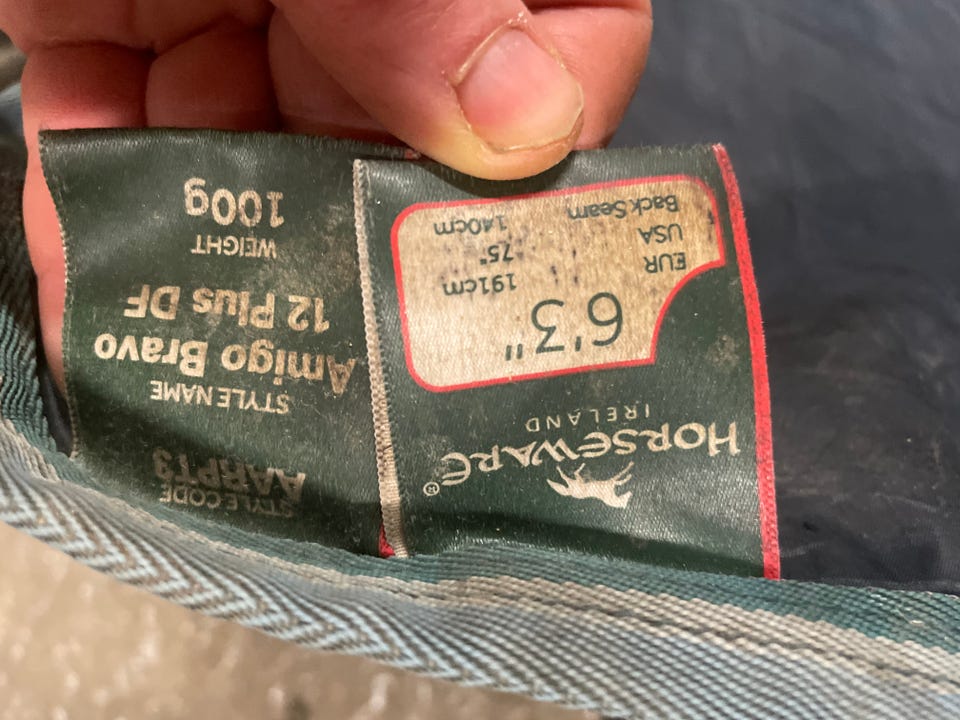 HORSEWARE®
IRELAND
6'3"
EUR 191cm
USA 75"
Back Seam 140cm
STYLE CODE
AARPT9
STYLE NAME
Amigo Bravo
12 Plus DF
WEIGHT
100g